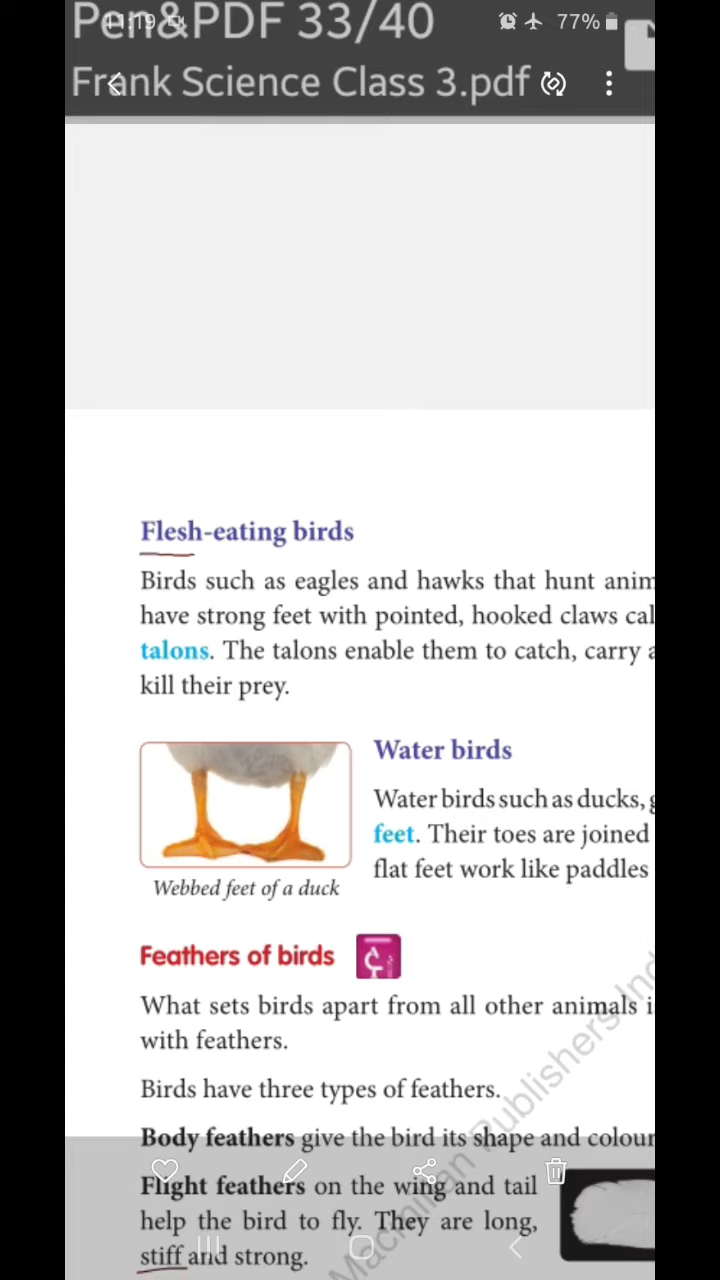 Pen&PDF 33/40
11:19
77%
Frank Science Class 3.pdf
Flesh-eating birds
Birds such as eagles and hawks that hunt anim
have strong feet with pointed, hooked claws cal
talons. The talons enable them to catch, carry a
kill their prey.
Water birds
Water birds such as ducks, g
feet. Their toes are joined
flat feet work like paddles
Webbed feet of a duck
Feathers of birds
What sets birds apart from all other animals i
with feathers.
Birds have three types of feathers.
Body feathers give the bird its shape and colour
Flight feathers on the wing and tail
help the bird to fly. They are long,
stiff and strong.
Macmillan Publishers Ind